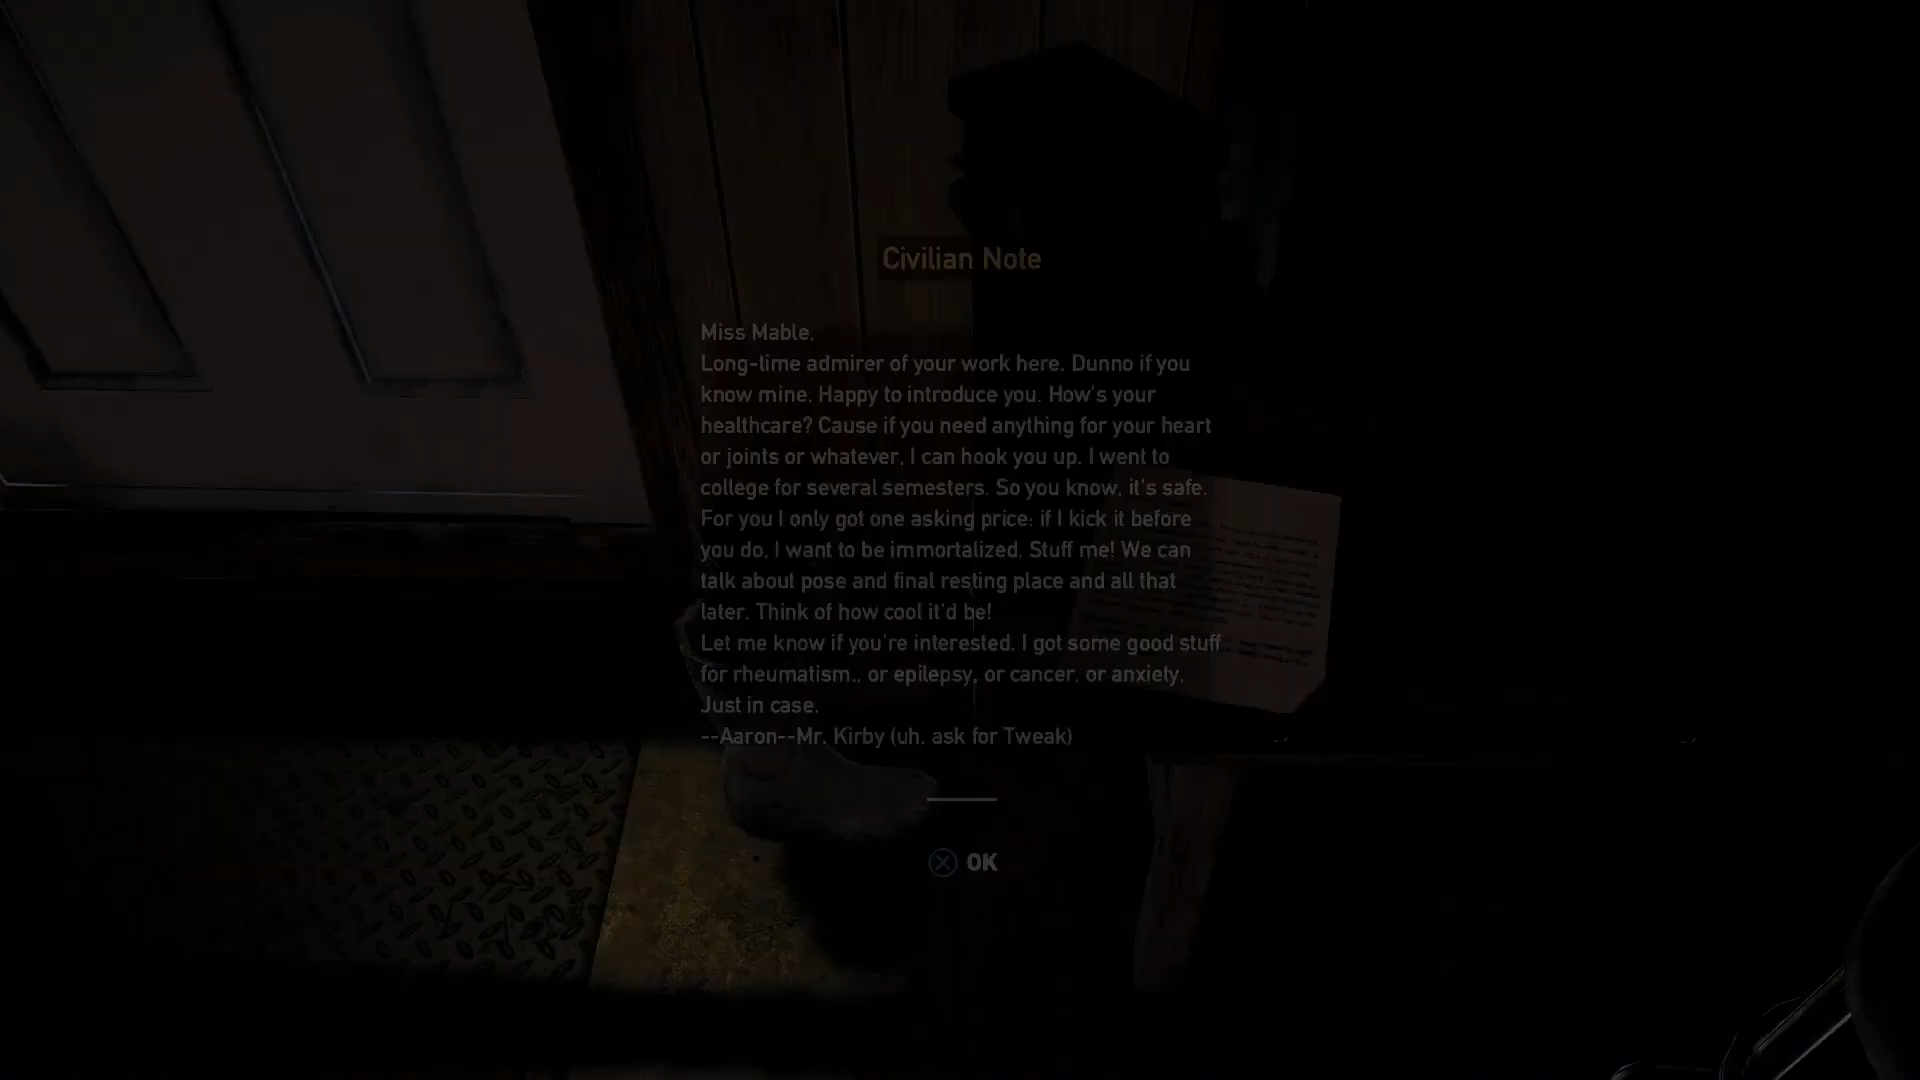 Civilian Note
Miss Mable,
Long-time admirer of your work here. Dunno if you
know mine. Happy to introduce you. How's your
healthcare? Cause if you need anything for your heart
or joints or whatever, I can hook you up. I went to
college for several semesters. So you know, it's safe.
For you I only got one asking price: if I kick it before
you do, I want to be immortalized. Stuff me! We can
talk about pose and final resting place and all that
later. Think of how cool it'd be!
Let me know if you're interested. I got some good stuff
for rheumatism.. or epilepsy, or cancer, or anxiety.
Just in case.
--Aaron--Mr. Kirby (uh, ask for Tweak)
OK